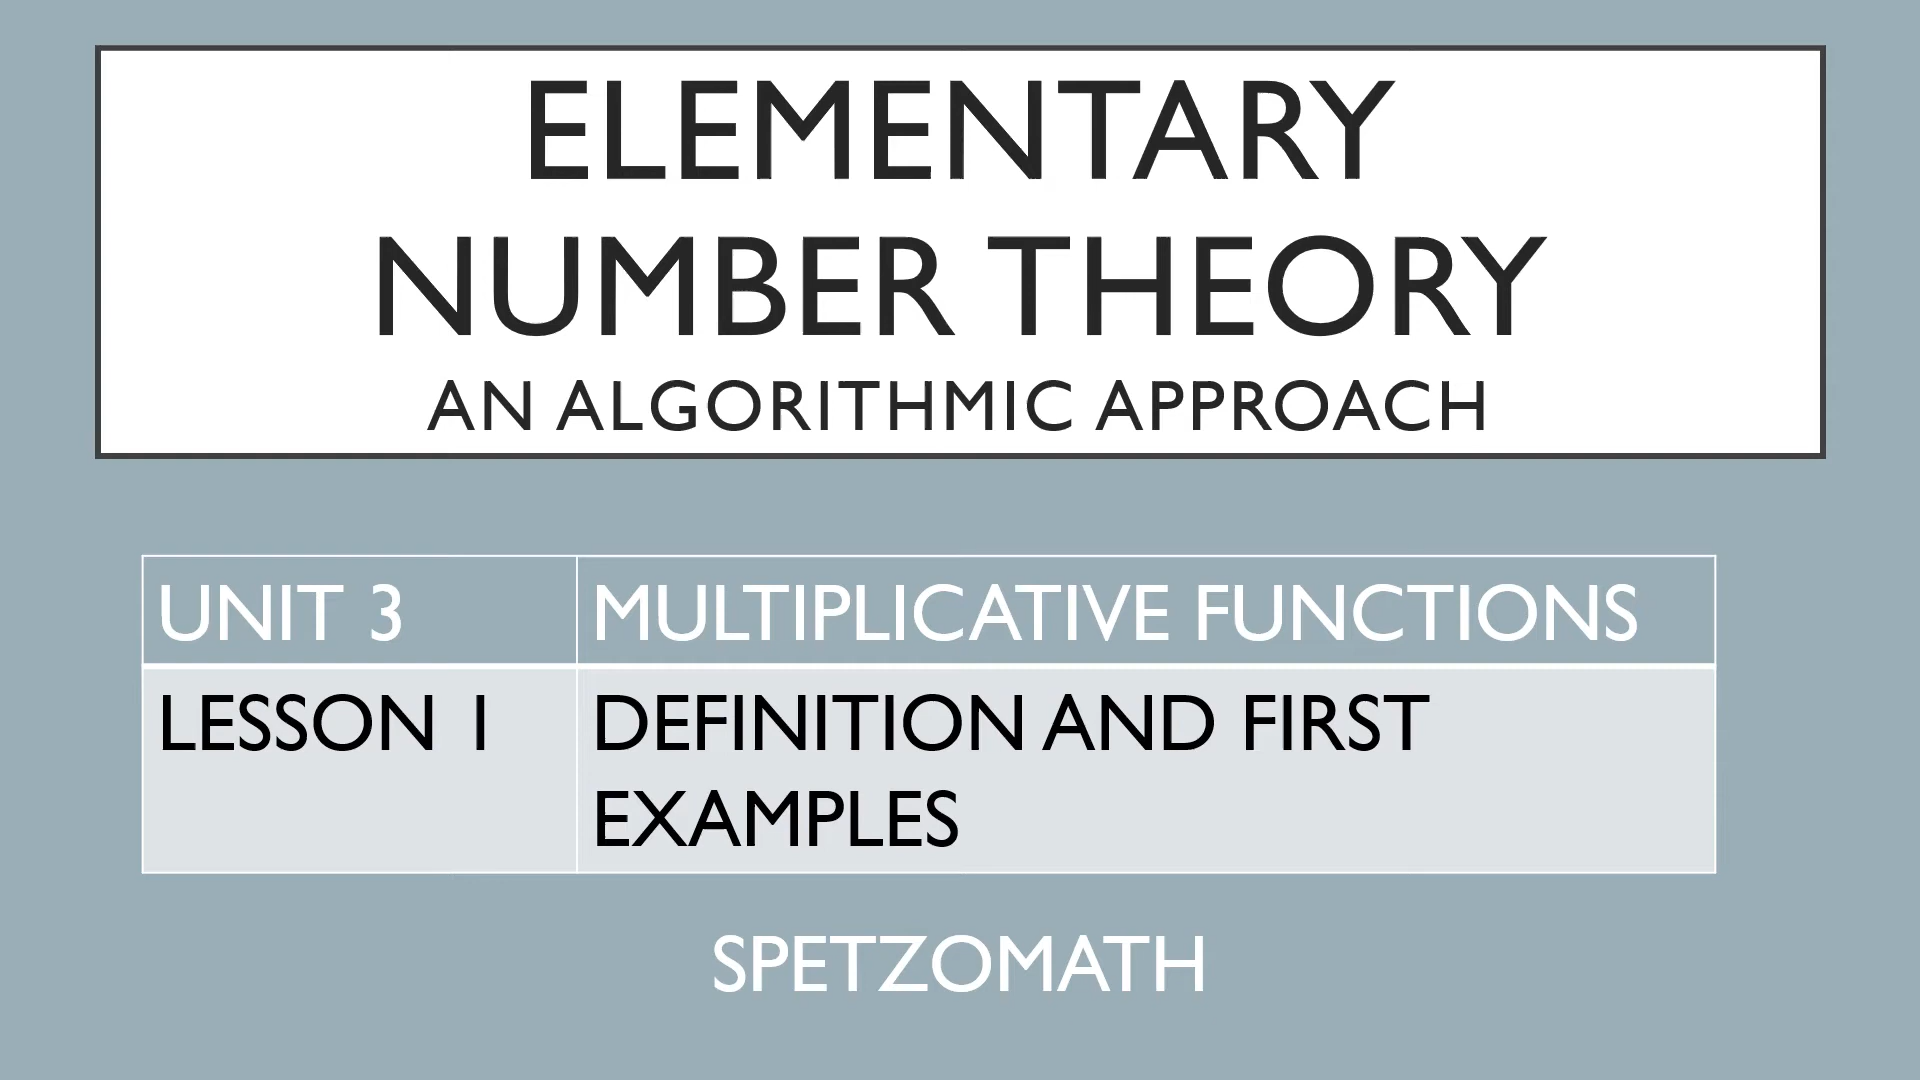 ELEMENTARY
NUMBER THEORY
AN ALGORITHMIC APPROACH
UNIT 3 MULTIPLICATIVE FUNCTIONS
LESSON 1 DEFINITION AND FIRST
EXAMPLES
SPETZOMATH